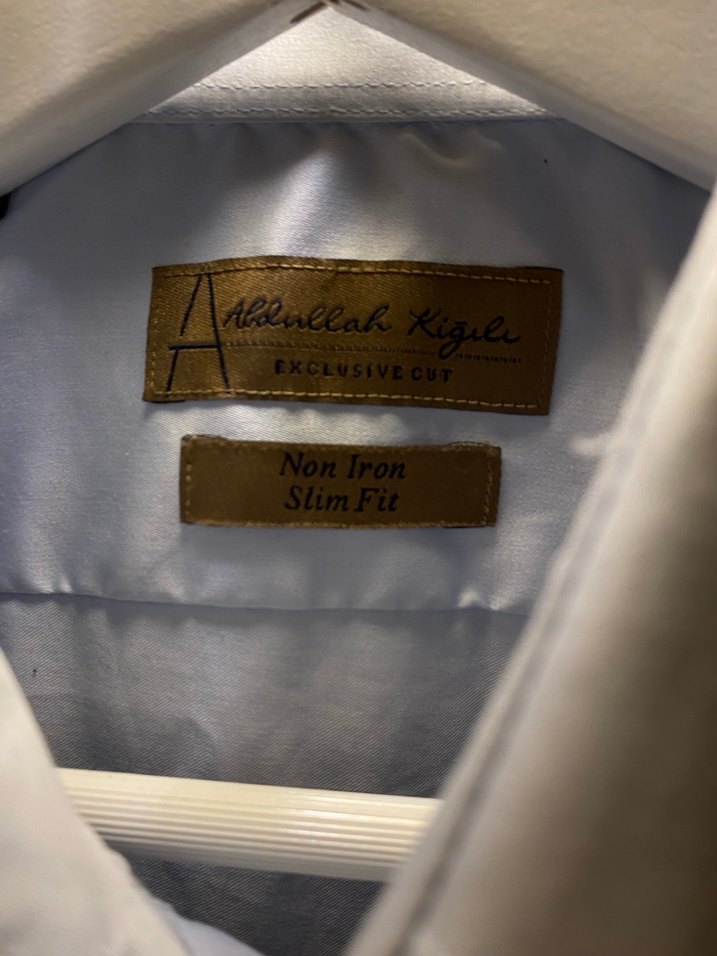 A
Abdullah Kiğılı
EXCLUSIVE CUT
Non Iron
Slim Fit